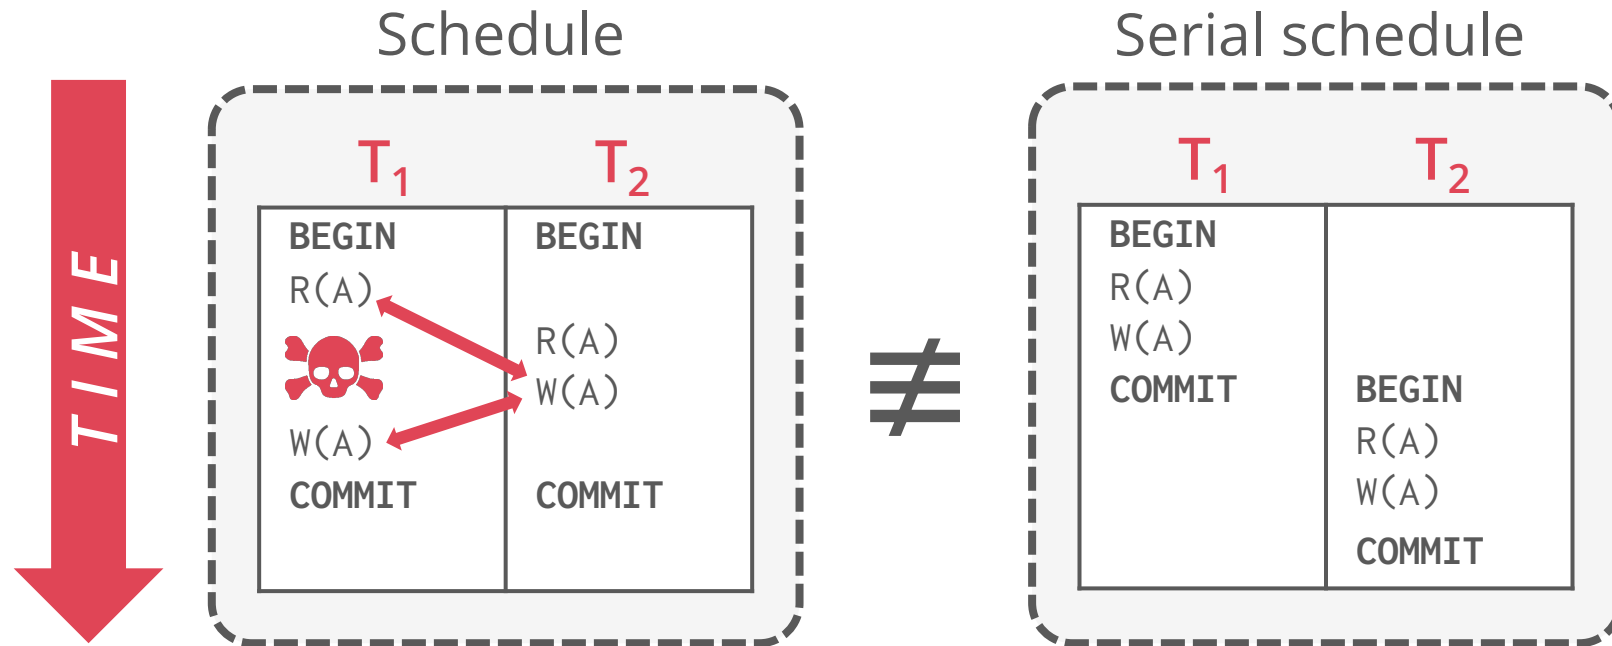 Schedule
Serial schedule
TIME
T1 T2
BEGIN BEGIN
R(A)
R(A)
W(A)
W(A)
COMMIT COMMIT
≢
T1 T2
BEGIN
R(A)
W(A)
COMMIT BEGIN
R(A)
W(A)
COMMIT